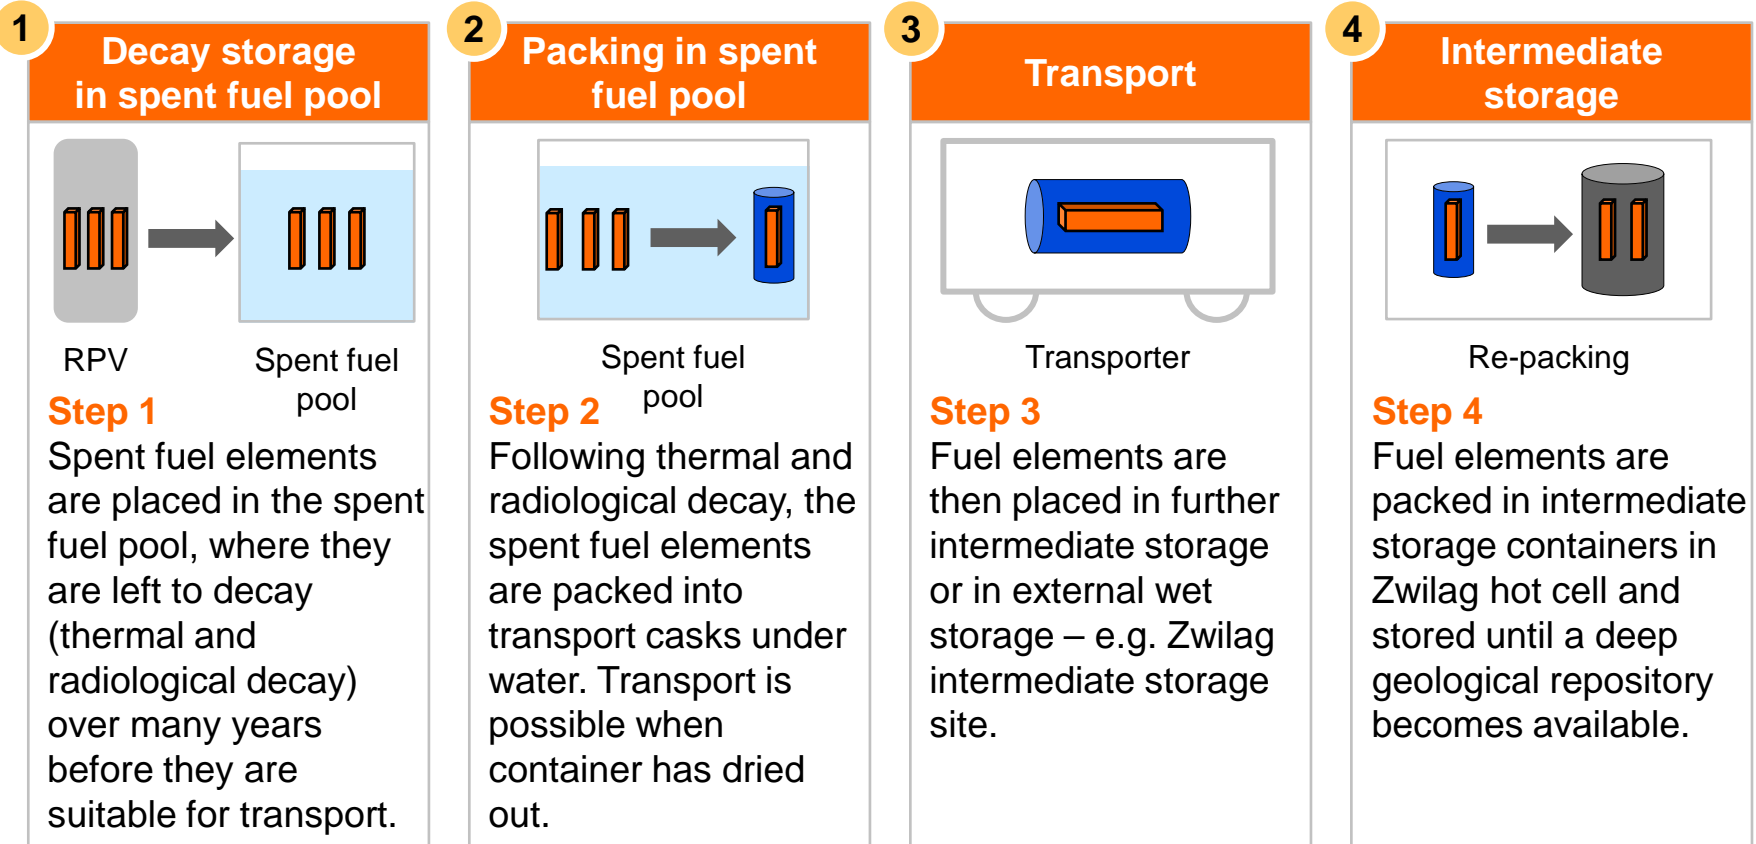 1
Decay storage
in spent fuel pool
RPV
Spent fuel
pool
Step 1
Spent fuel elements
are placed in the spent
fuel pool, where they
are left to decay
(thermal and
radiological decay)
over many years
before they are
suitable for transport.
2
Packing in spent
fuel pool
Spent fuel
pool
Step 2
Following thermal and
radiological decay, the
spent fuel elements
are packed into
transport casks under
water. Transport is
possible when
container has dried
out.
3
Transport
Transporter
Step 3
Fuel elements are
then placed in further
intermediate storage
or in external wet
storage – e.g. Zwilag
intermediate storage
site.
4
Intermediate
storage
Re-packing
Step 4
Fuel elements are
packed in intermediate
storage containers in
Zwilag hot cell and
stored until a deep
geological repository
becomes available.